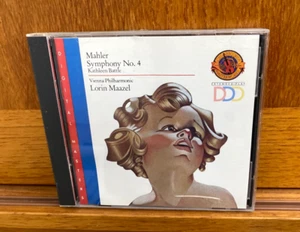 Mahler
Symphony No. 4
Kathleen Battle
Vienna Philharmonic
Lorin Maazel
DDD